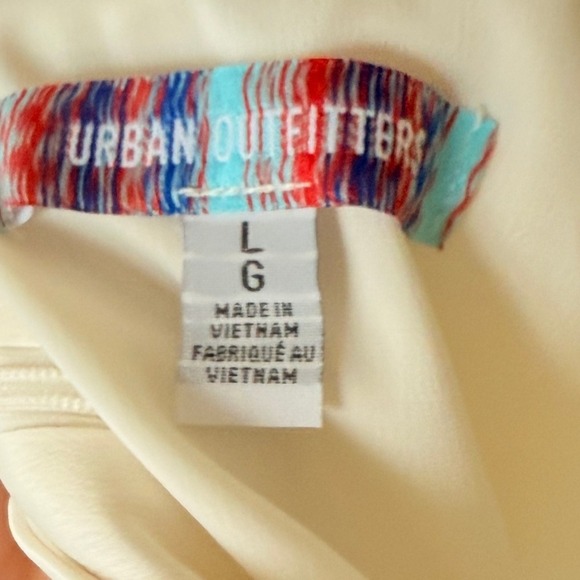 URBAN OUTFITTERS
L
G
MADE IN
VIETNAM
FABRIQUÉ AU
VIETNAM